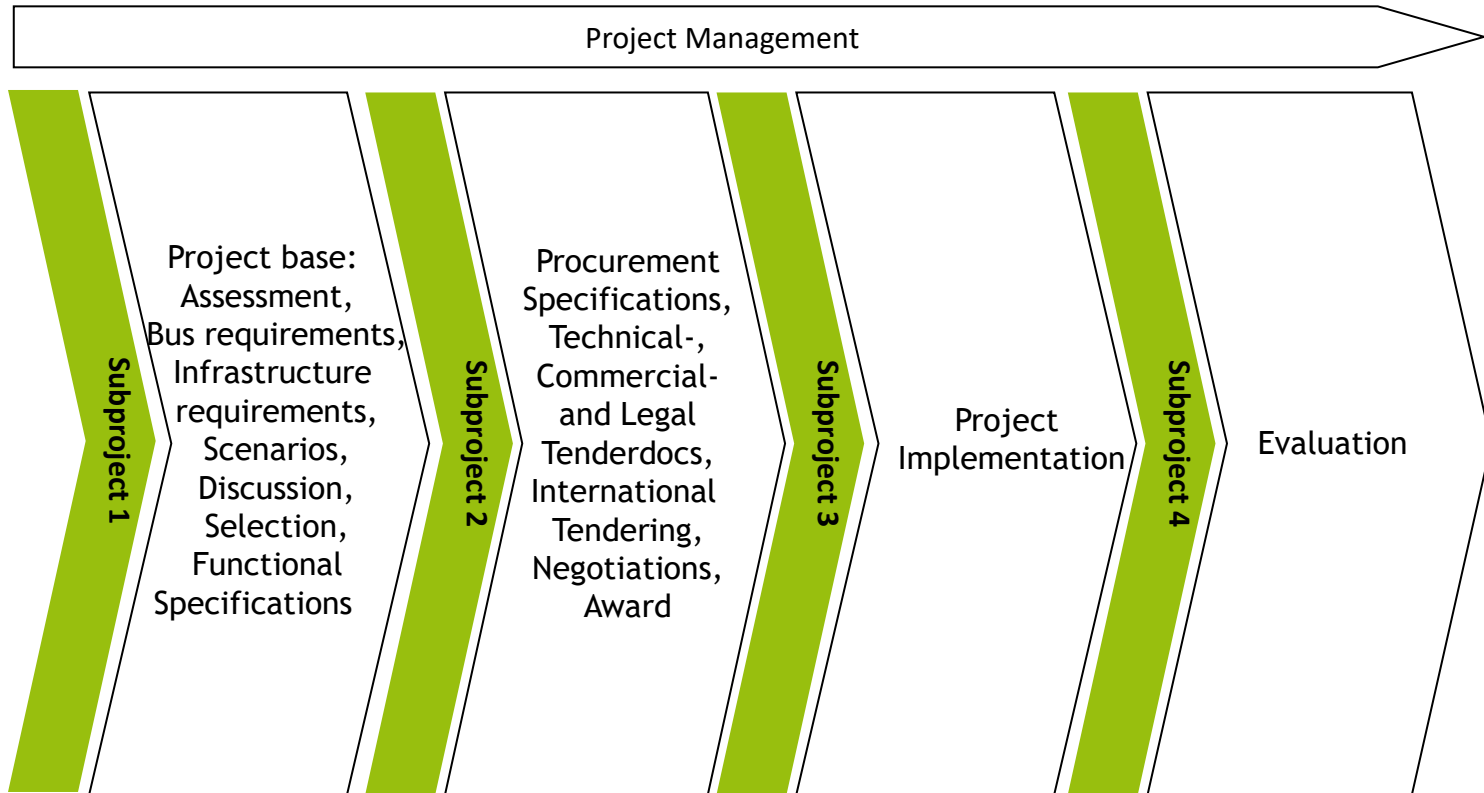 Project Management
Subproject 1
Project base:
Assessment,
Bus requirements,
Infrastructure
requirements,
Scenarios,
Discussion,
Selection,
Functional
Specifications
Subproject 2
Procurement
Specifications,
Technical-,
Commercial-
and Legal
Tenderdocs,
International
Tendering,
Negotiations,
Award
Subproject 3
Project
Implementation
Subproject 4
Evaluation